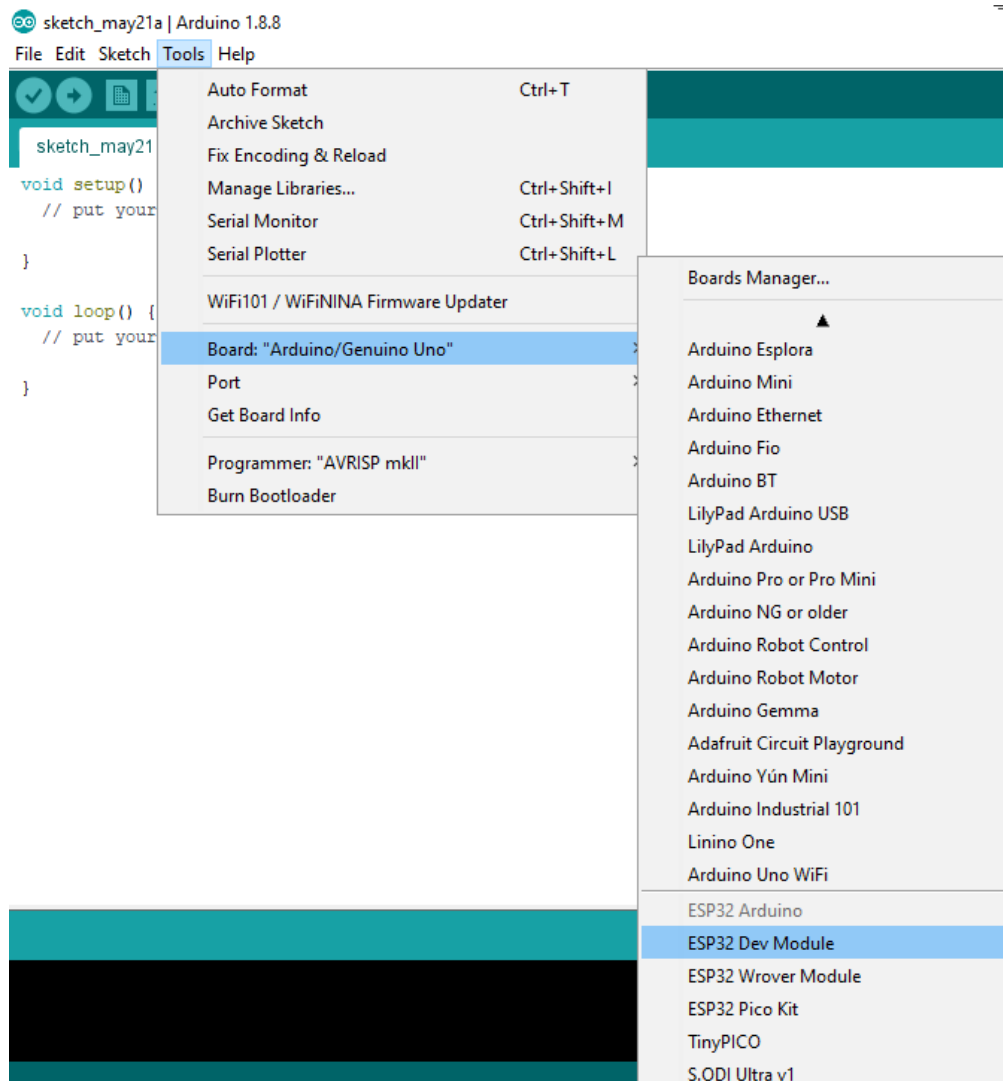 sketch_may21a | Arduino 1.8.8
File Edit Sketch Tools Help
sketch_may21
void setup()
// put your
}
void loop() {
// put your
}
Auto Format Ctrl+T
Archive Sketch
Fix Encoding & Reload
Manage Libraries... Ctrl+Shift+I
Serial Monitor Ctrl+Shift+M
Serial Plotter Ctrl+Shift+L
WiFi101 / WiFiNINA Firmware Updater
Board: "Arduino/Genuino Uno"
Port
Get Board Info
Programmer: "AVRISP mkII"
Burn Bootloader
Boards Manager...
Arduino Esplora
Arduino Mini
Arduino Ethernet
Arduino Fio
Arduino BT
LilyPad Arduino USB
LilyPad Arduino
Arduino Pro or Pro Mini
Arduino NG or older
Arduino Robot Control
Arduino Robot Motor
Arduino Gemma
Adafruit Circuit Playground
Arduino Yún Mini
Arduino Industrial 101
Linino One
Arduino Uno WiFi
ESP32 Arduino
ESP32 Dev Module
ESP32 Wrover Module
ESP32 Pico Kit
TinyPICO
S.ODI Ultra v1